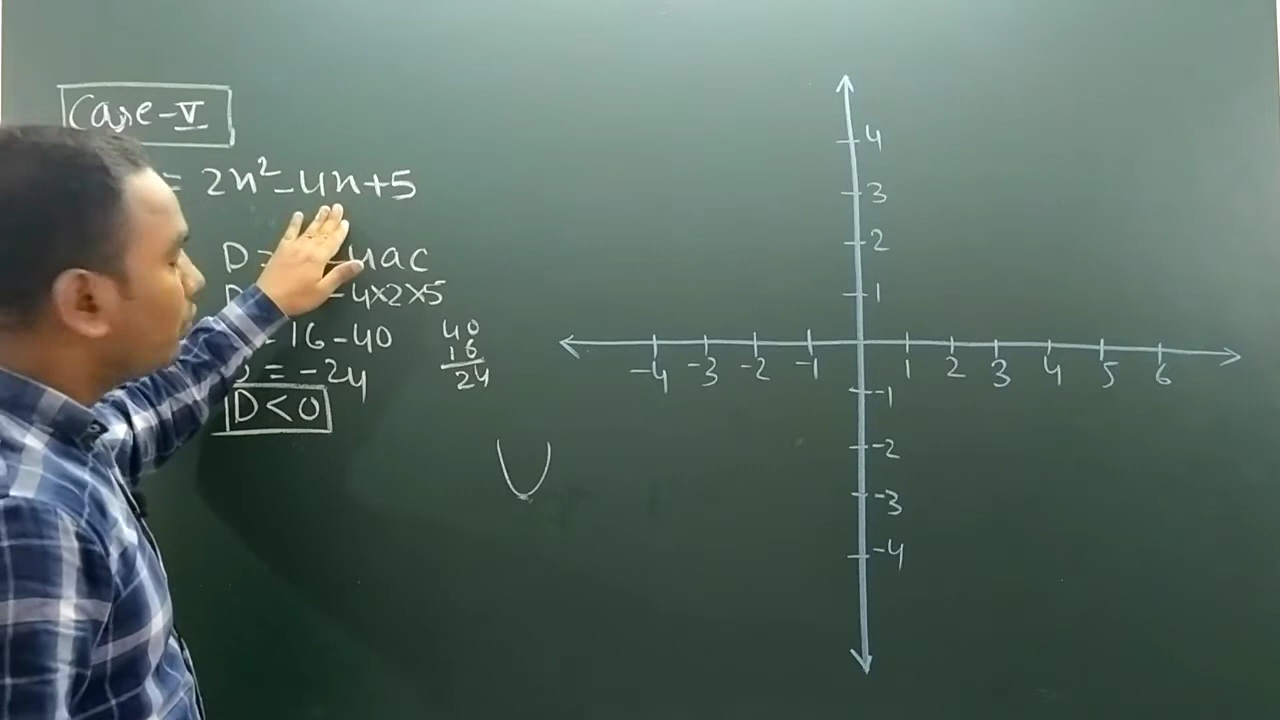 Case-V
= 2x²-4x+5
D = 4ac
-4×2×5
16-40
= -24
D<0
40
16
24
4
3
2
1
-4 -3 -2 -1 1 2 3 4 5 6
-1
-2
-3
-4